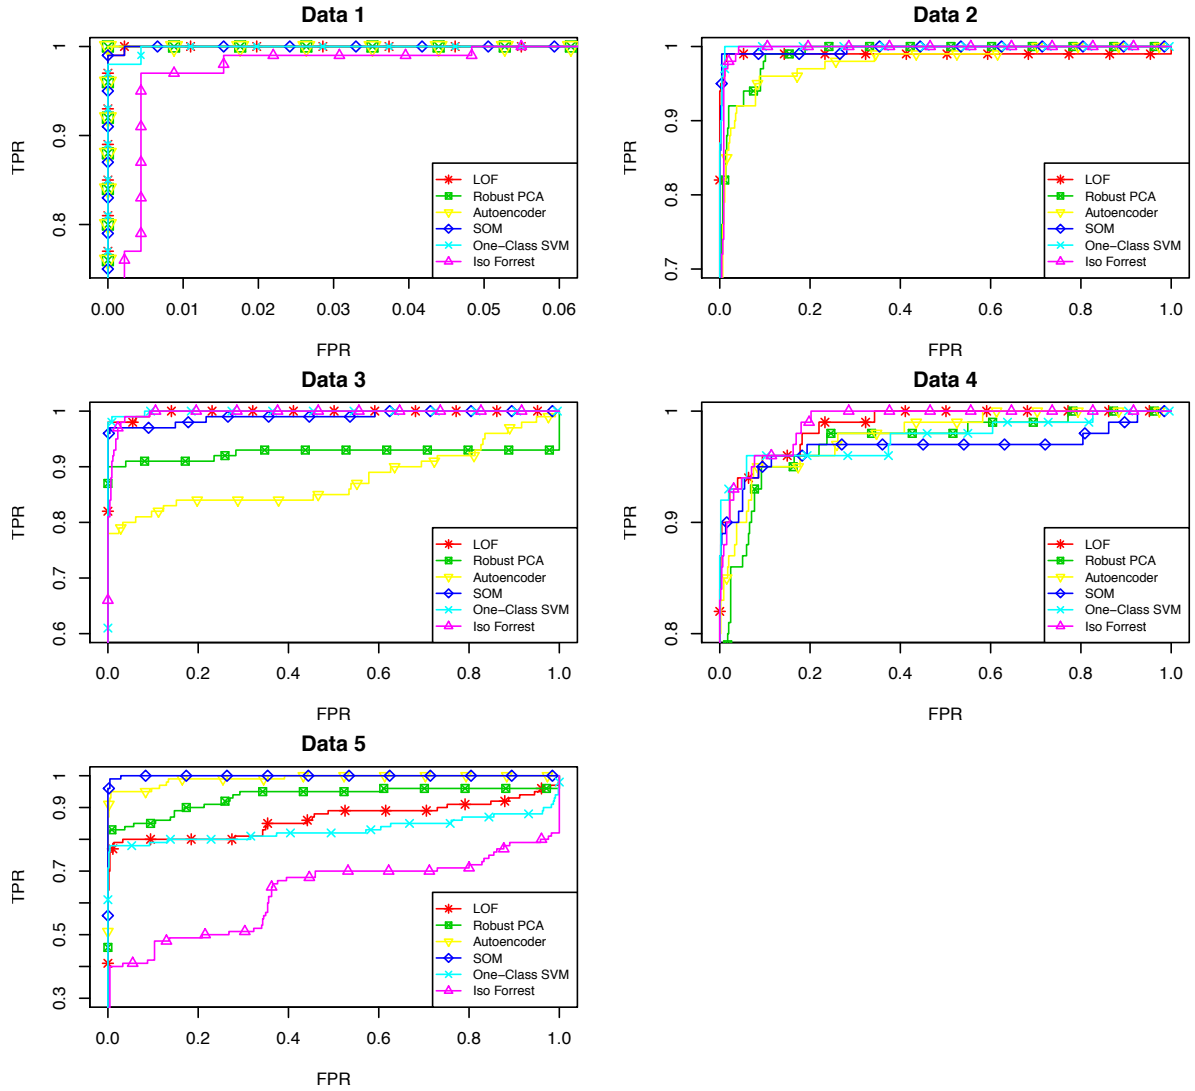 Data 1
TPR
1
0.9
0.8
LOF
Robust PCA
Autoencoder
SOM
One-Class SVM
Iso Forrest
0.00 0.01 0.02 0.03 0.04 0.05 0.06
FPR
Data 2
TPR
1
0.9
0.8
0.7
LOF
Robust PCA
Autoencoder
SOM
One-Class SVM
Iso Forrest
0.0 0.2 0.4 0.6 0.8 1.0
FPR
Data 3
TPR
1
0.9
0.8
0.7
0.6
LOF
Robust PCA
Autoencoder
SOM
One-Class SVM
Iso Forrest
0.0 0.2 0.4 0.6 0.8 1.0
FPR
Data 4
TPR
1
0.9
0.8
LOF
Robust PCA
Autoencoder
SOM
One-Class SVM
Iso Forrest
0.0 0.2 0.4 0.6 0.8 1.0
FPR
Data 5
TPR
1
0.9
0.7
0.5
0.3
LOF
Robust PCA
Autoencoder
SOM
One-Class SVM
Iso Forrest
0.0 0.2 0.4 0.6 0.8 1.0
FPR